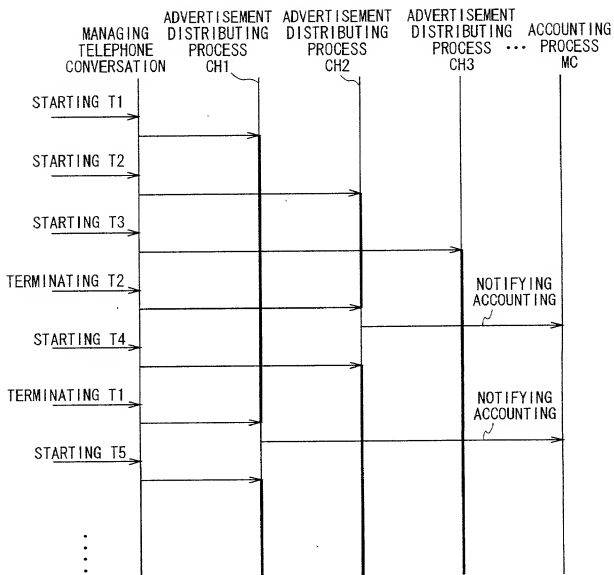 MANAGING
TELEPHONE
CONVERSATION
ADVERTISEMENT
DISTRIBUTING
PROCESS
CH1
ADVERTISEMENT
DISTRIBUTING
PROCESS
CH2
ADVERTISEMENT
DISTRIBUTING
PROCESS ...
CH3
ACCOUNTING
PROCESS
MC
STARTING T1
STARTING T2
STARTING T3
TERMINATING T2
NOTIFYING
ACCOUNTING
STARTING T4
TERMINATING T1
NOTIFYING
ACCOUNTING
STARTING T5